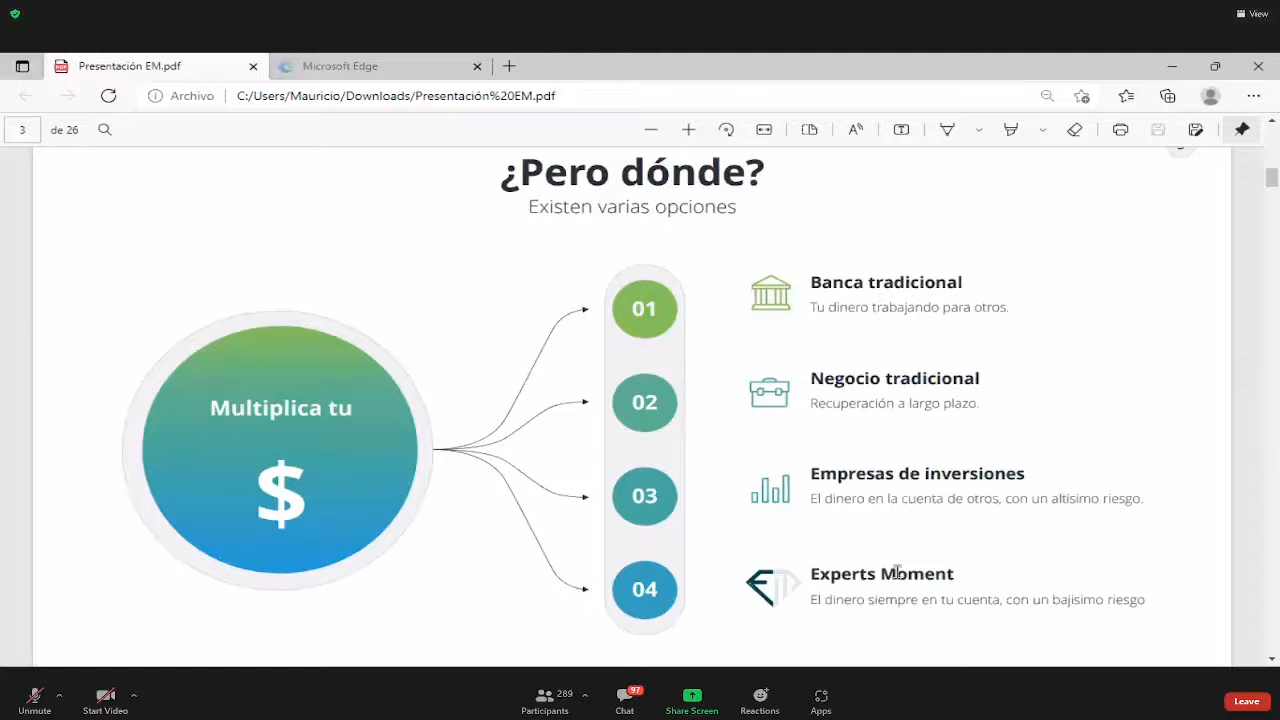 View
Presentación EM.pdf
Microsoft Edge
Archivo
C:/Users/Mauricio/Downloads/Presentación%20EM.pdf
3 de 26
¿Pero dónde?
Existen varias opciones
Multiplica tu
$
01
Banca tradicional
Tu dinero trabajando para otros.
02
Negocio tradicional
Recuperación a largo plazo.
03
Empresas de inversiones
El dinero en la cuenta de otros, con un altísimo riesgo.
04
Experts Moment
El dinero siempre en tu cuenta, con un bajisimo riesgo
Unmute
Start Video
289
Participants
97
Chat
Share Screen
Reactions
Apps
Leave